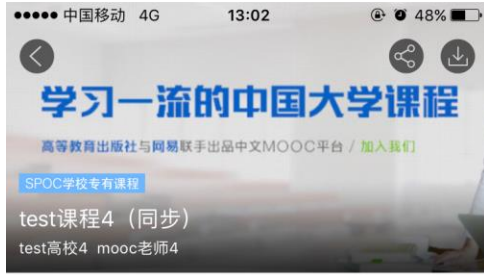 中国移动 4G 13:02 48%
学习一流的中国大学课程
高等教育出版社与网易联手出品中文MOOC平台 / 加入我们
SPOC学校专有课程
test课程4（同步）
test高校4 mooc老师4